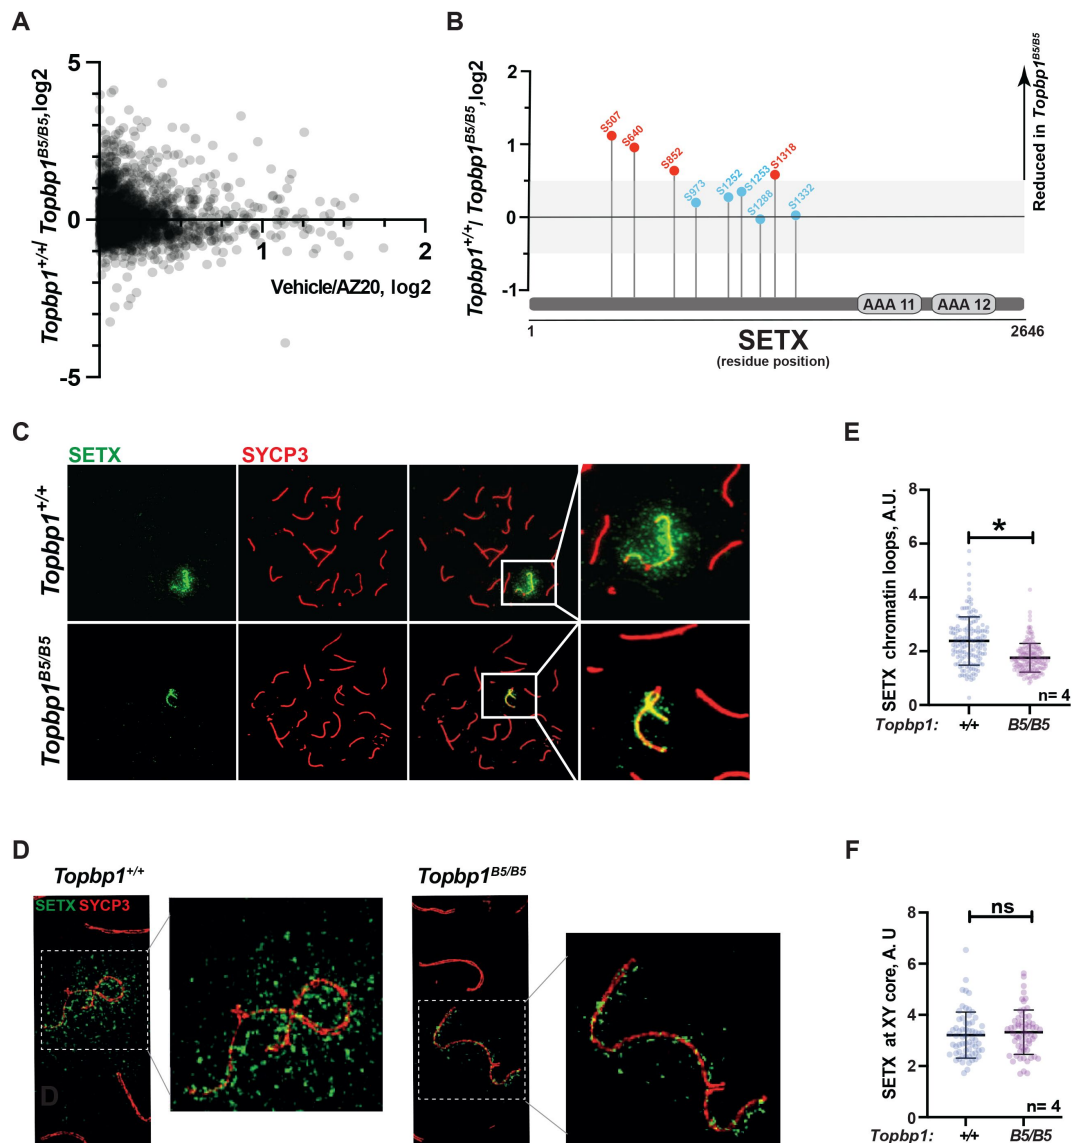 A
5
0
-5
1
2
Topbp1+/+/ Topbp1B5/B5,log2
Vehicle/AZ20, log2
B
2
1
0
-1
Topbp1+/+/ Topbp1B5/B5,log2
S507
S640
S852
S973
S1252
S1253
S1288
S1318
S1332
Reduced in Topbp1B5/B5
AAA 11
AAA 12
1
2646
SETX
(residue position)
C
SETX
SYCP3
Topbp1+/+
Topbp1B5/B5
E
8
6
4
2
0
SETX chromatin loops, A.U.
*
n= 4
Topbp1: +/+ B5/B5
D
Topbp1+/+
Topbp1B5/B5
SETX SYCP3
D
F
8
6
4
2
0
SETX at XY core, A. U
ns
n= 4
Topbp1: +/+ B5/B5